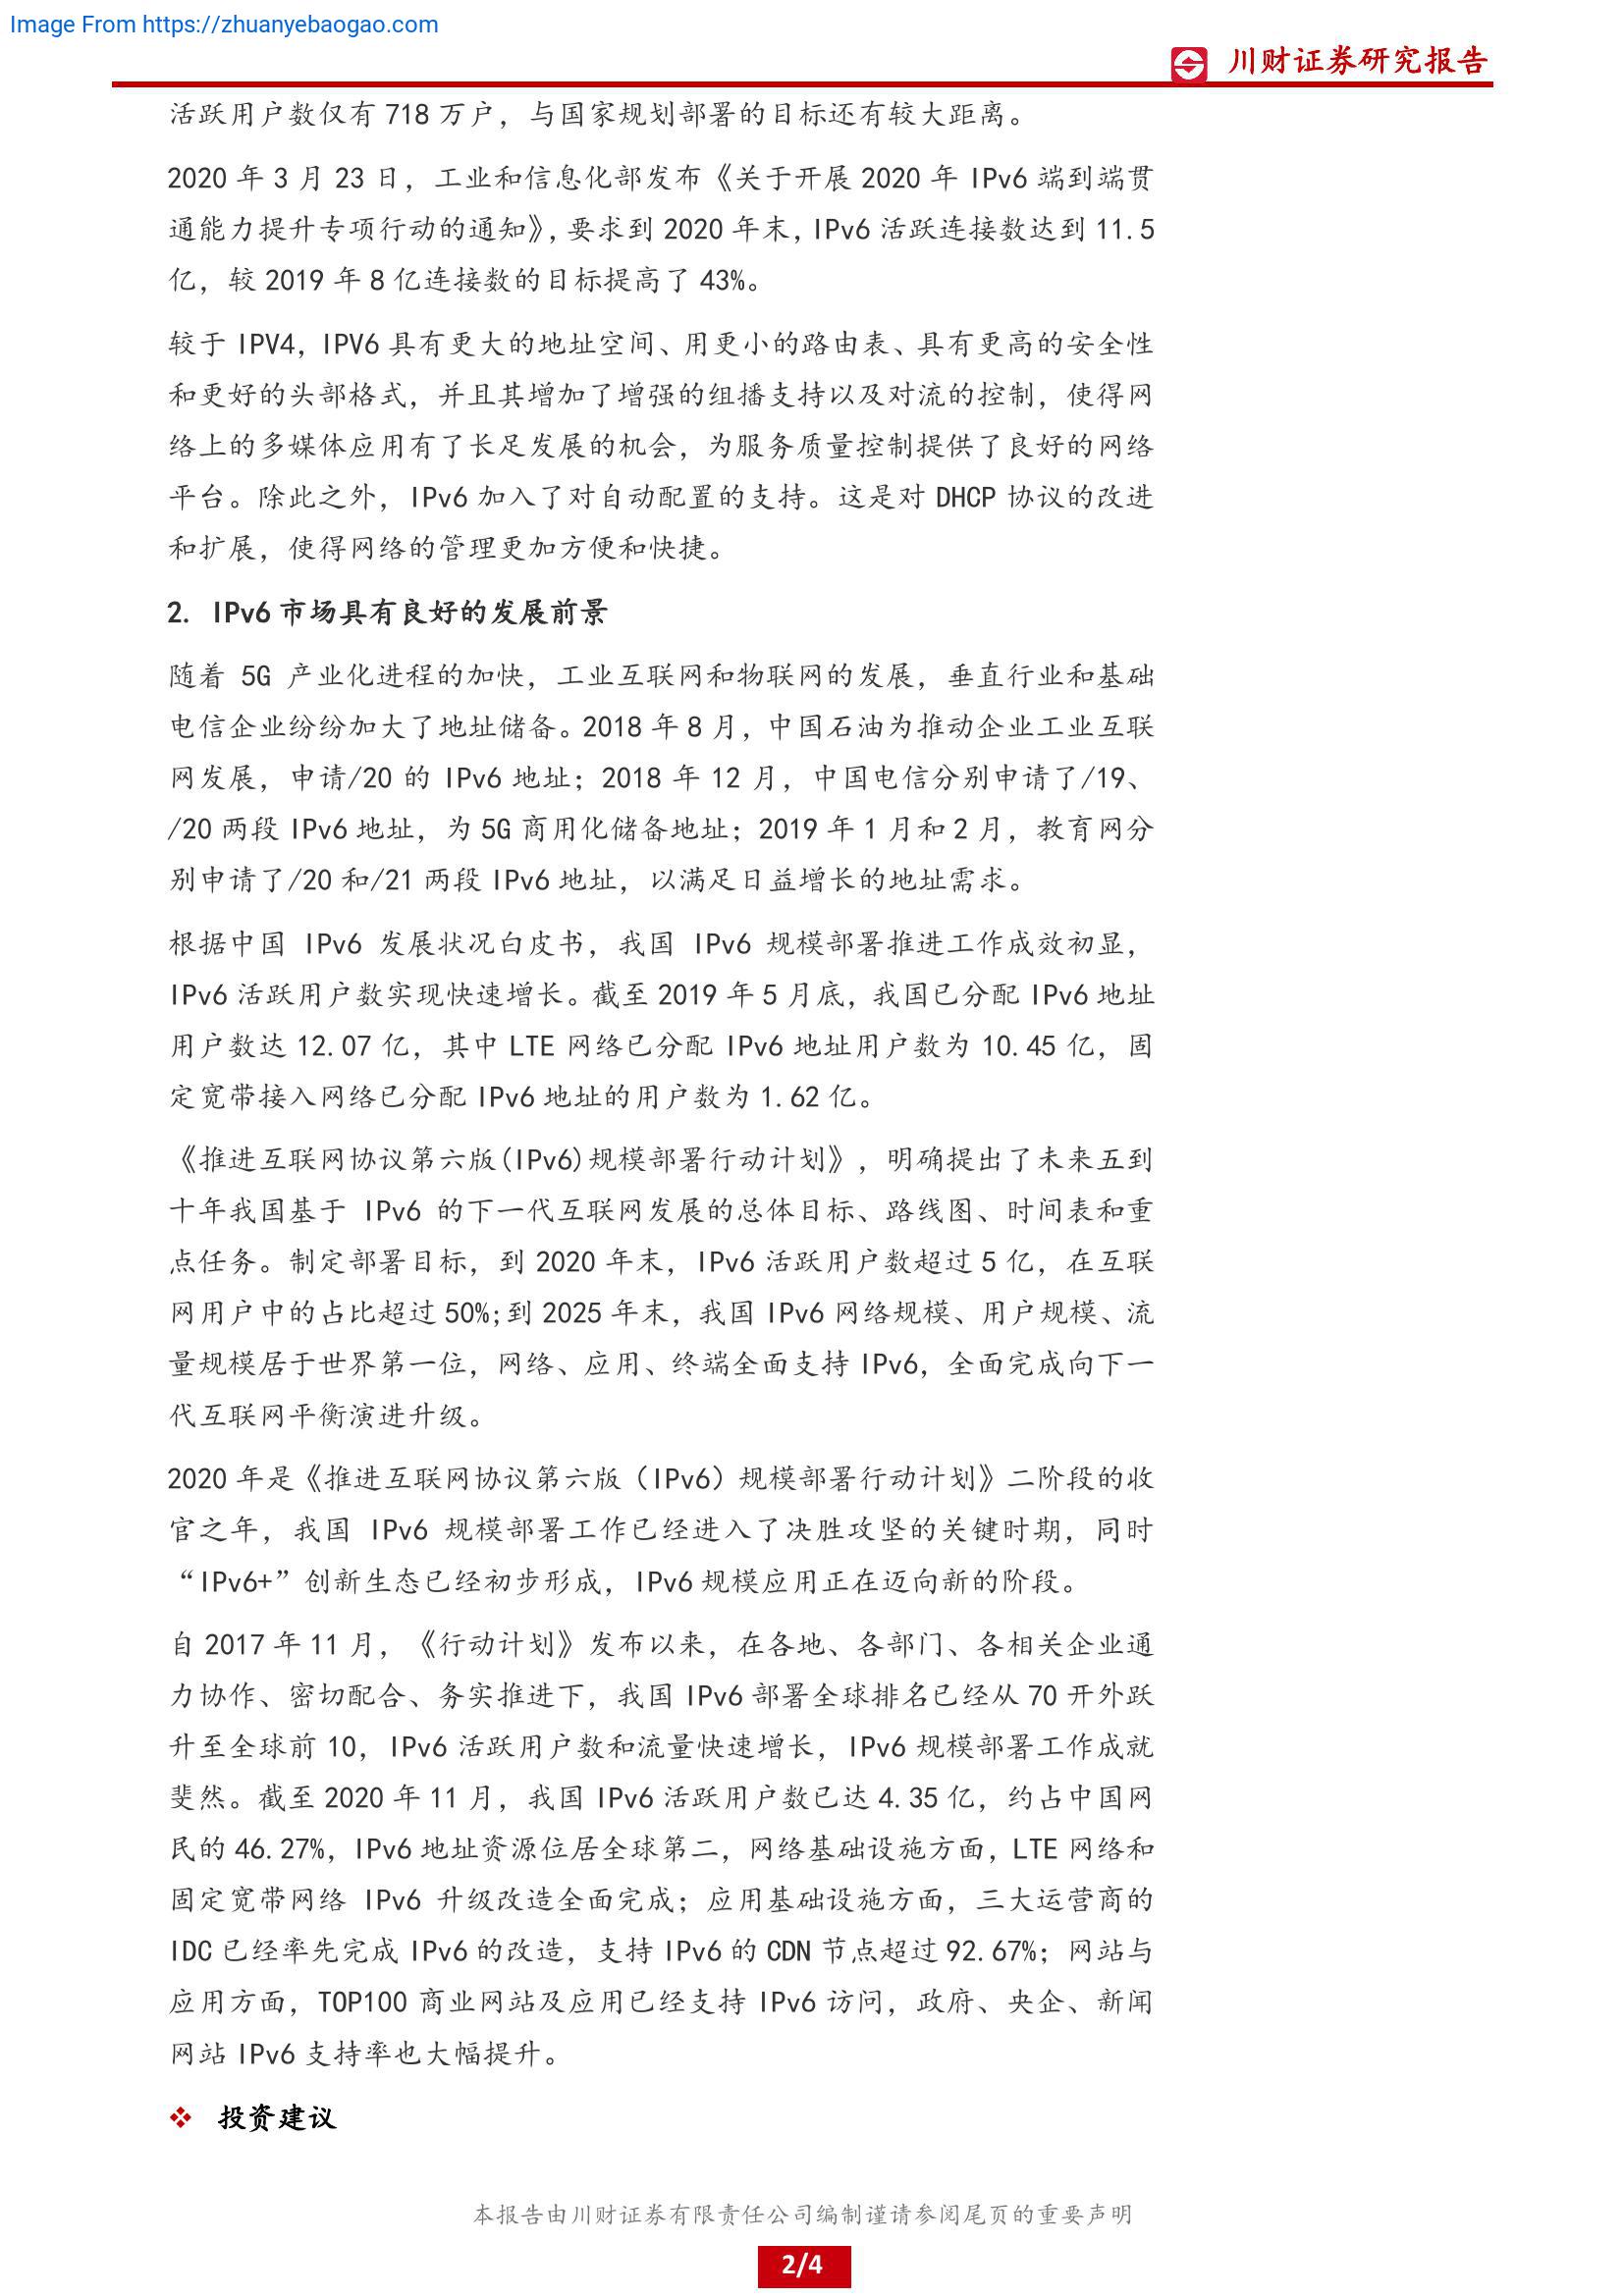 Image From https://zhuanyebaogao.com
川财证券研究报告
活跃用户数仅有 718 万户，与国家规划部署的目标还有较大距离。
2020 年 3 月 23 日，工业和信息化部发布《关于开展 2020 年 IPv6 端到端贯
通能力提升专项行动的通知》，要求到 2020 年末，IPv6 活跃连接数达到 11.5
亿，较 2019 年 8 亿连接数的目标提高了 43%。
较于 IPV4，IPV6 具有更大的地址空间、用更小的路由表、具有更高的安全性
和更好的头部格式，并且其增加了增强的组播支持以及对流的控制，使得网
络上的多媒体应用有了长足发展的机会，为服务质量控制提供了良好的网络
平台。除此之外，IPv6 加入了对自动配置的支持。这是对 DHCP 协议的改进
和扩展，使得网络的管理更加方便和快捷。
2. IPv6 市场具有良好的发展前景
随着 5G 产业化进程的加快，工业互联网和物联网的发展，垂直行业和基础
电信企业纷纷加大了地址储备。2018 年 8 月，中国石油为推动企业工业互联
网发展，申请/20 的 IPv6 地址；2018 年 12 月，中国电信分别申请了/19、
/20 两段 IPv6 地址，为 5G 商用化储备地址；2019 年 1 月和 2 月，教育网分
别申请了/20 和/21 两段 IPv6 地址，以满足日益增长的地址需求。
根据中国 IPv6 发展状况白皮书，我国 IPv6 规模部署推进工作成效初显，
IPv6 活跃用户数实现快速增长。截至 2019 年 5 月底，我国已分配 IPv6 地址
用户数达 12.07 亿，其中 LTE 网络已分配 IPv6 地址用户数为 10.45 亿，固
定宽带接入网络已分配 IPv6 地址的用户数为 1.62 亿。
《推进互联网协议第六版(IPv6)规模部署行动计划》，明确提出了未来五到
十年我国基于 IPv6 的下一代互联网发展的总体目标、路线图、时间表和重
点任务。制定部署目标，到 2020 年末，IPv6 活跃用户数超过 5 亿，在互联
网用户中的占比超过 50%;到 2025 年末，我国 IPv6 网络规模、用户规模、流
量规模居于世界第一位，网络、应用、终端全面支持 IPv6，全面完成向下一
代互联网平衡演进升级。
2020 年是《推进互联网协议第六版（IPv6）规模部署行动计划》二阶段的收
官之年，我国 IPv6 规模部署工作已经进入了决胜攻坚的关键时期，同时
“IPv6+”创新生态已经初步形成，IPv6 规模应用正在迈向新的阶段。
自 2017 年 11 月，《行动计划》发布以来，在各地、各部门、各相关企业通
力协作、密切配合、务实推进下，我国 IPv6 部署全球排名已经从 70 开外跃
升至全球前 10，IPv6 活跃用户数和流量快速增长，IPv6 规模部署工作成就
斐然。截至 2020 年 11 月，我国 IPv6 活跃用户数已达 4.35 亿，约占中国网
民的 46.27%，IPv6 地址资源位居全球第二，网络基础设施方面，LTE 网络和
固定宽带网络 IPv6 升级改造全面完成；应用基础设施方面，三大运营商的
IDC 已经率先完成 IPv6 的改造，支持 IPv6 的 CDN 节点超过 92.67%；网站与
应用方面，TOP100 商业网站及应用已经支持 IPv6 访问，政府、央企、新闻
网站 IPv6 支持率也大幅提升。
❖ 投资建议
本报告由川财证券有限责任公司编制谨请参阅尾页的重要声明
2/4